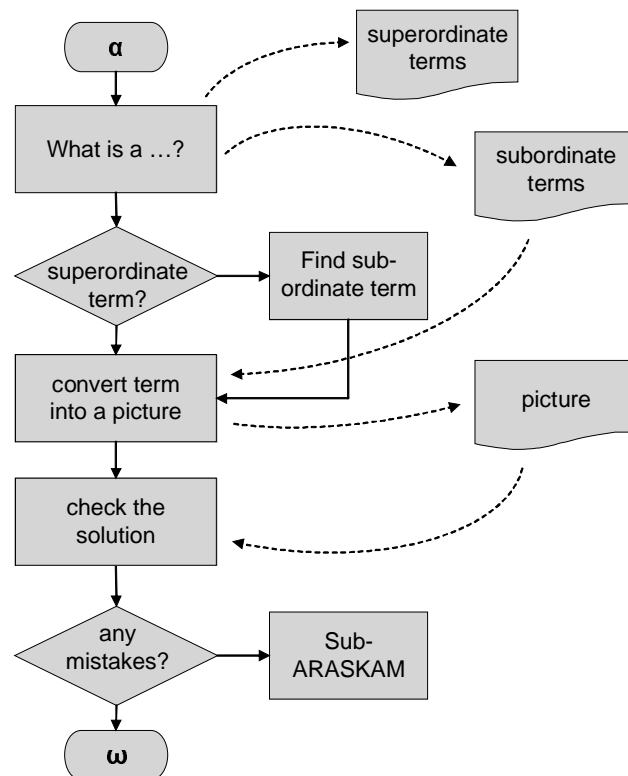 α
superordinate
terms
What is a …?
subordinate
terms
superordinate
term?
Find sub-
ordinate term
convert term
into a picture
picture
check the
solution
any
mistakes?
Sub-
ARASKAM
ω